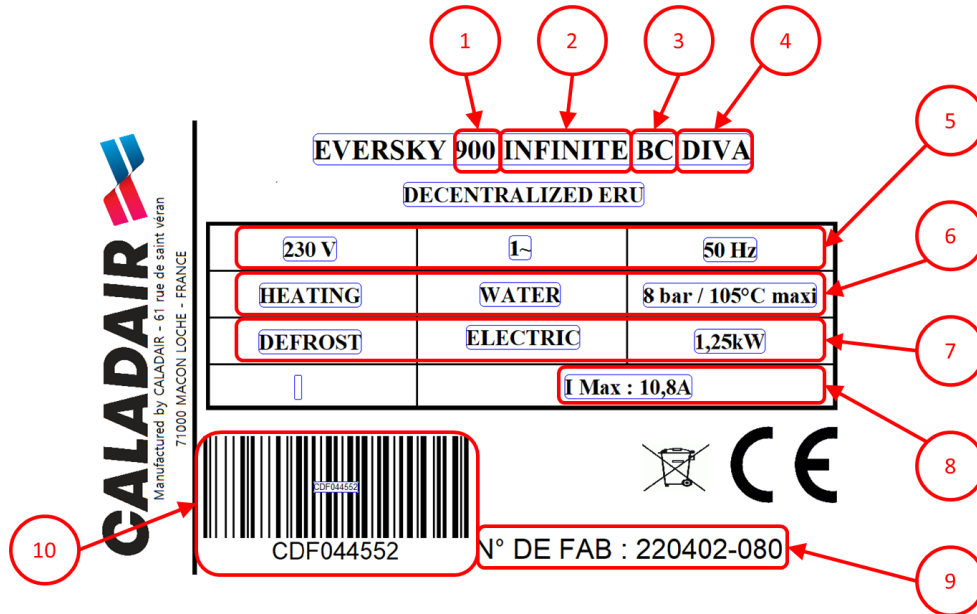 1
2
3
4
5
6
7
8
9
10
EVERSKY 900 INFINITE BC DIVA
DECENTRALIZED ERU
230 V 1~ 50 Hz
HEATING WATER 8 bar / 105°C maxi
DEFROST ELECTRIC 1,25kW
I Max : 10,8A
CALADAIR
Manufactured by CALADAIR - 61 rue de saint véran
71000 MACON LOCHE - FRANCE
CDF044552
CDF044552
N° DE FAB : 220402-080
CE